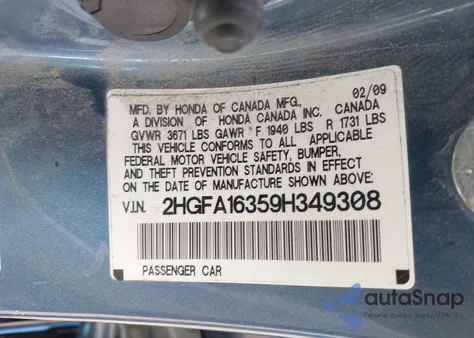 02/09
MFD. BY HONDA OF CANADA MFG.,
A DIVISION OF HONDA CANADA INC. CANADA
GVWR 3671 LBS GAWR F 1940 LBS R 1731 LBS
THIS VEHICLE CONFORMS TO ALL APPLICABLE
FEDERAL MOTOR VEHICLE SAFETY, BUMPER,
AND THEFT PREVENTION STANDARDS IN EFFECT
ON THE DATE OF MANUFACTURE SHOWN ABOVE:
V.I.N. 2HGFA16359H349308
PASSENGER CAR
autoSnap